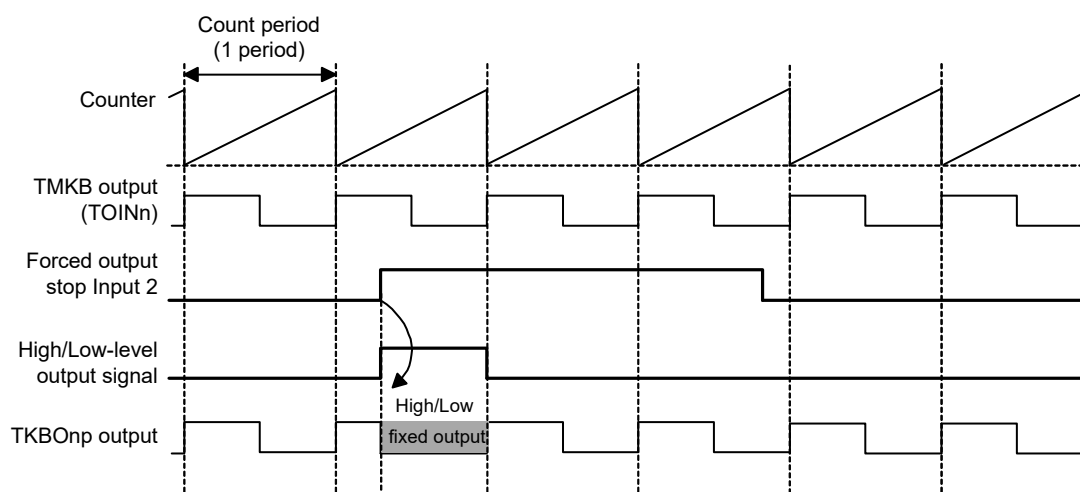 Count period
(1 period)
Counter
TMKB output
(TOINn)
Forced output
stop Input 2
High/Low-level
output signal
High/Low
fixed output
TKBOnp output